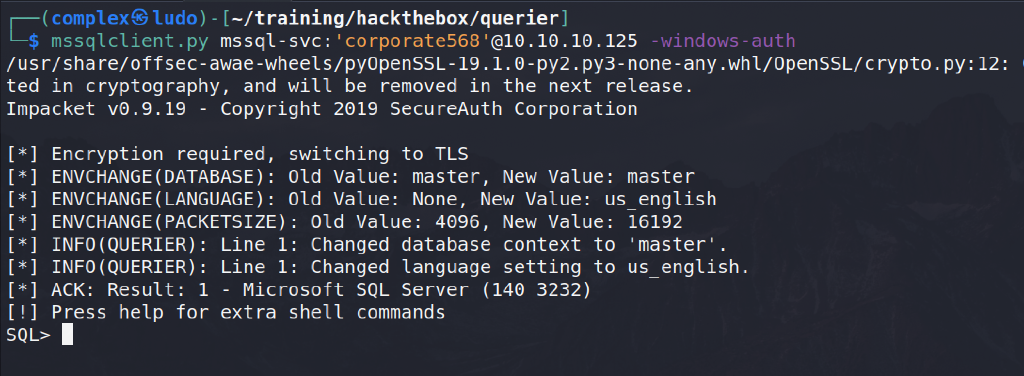 ┌──(complex㉿ludo)-[~/training/hackthebox/querier]
└─$ mssqlclient.py mssql-svc:'corporate568'@10.10.10.125 -windows-auth
/usr/share/offsec-awae-wheels/pyOpenSSL-19.1.0-py2.py3-none-any.whl/OpenSSL/crypto.py:12:
ted in cryptography, and will be removed in the next release.
Impacket v0.9.19 - Copyright 2019 SecureAuth Corporation
[*] Encryption required, switching to TLS
[*] ENVCHANGE(DATABASE): Old Value: master, New Value: master
[*] ENVCHANGE(LANGUAGE): Old Value: None, New Value: us_english
[*] ENVCHANGE(PACKETSIZE): Old Value: 4096, New Value: 16192
[*] INFO(QUERIER): Line 1: Changed database context to 'master'.
[*] INFO(QUERIER): Line 1: Changed language setting to us_english.
[*] ACK: Result: 1 - Microsoft SQL Server (140 3232)
[!] Press help for extra shell commands
SQL>